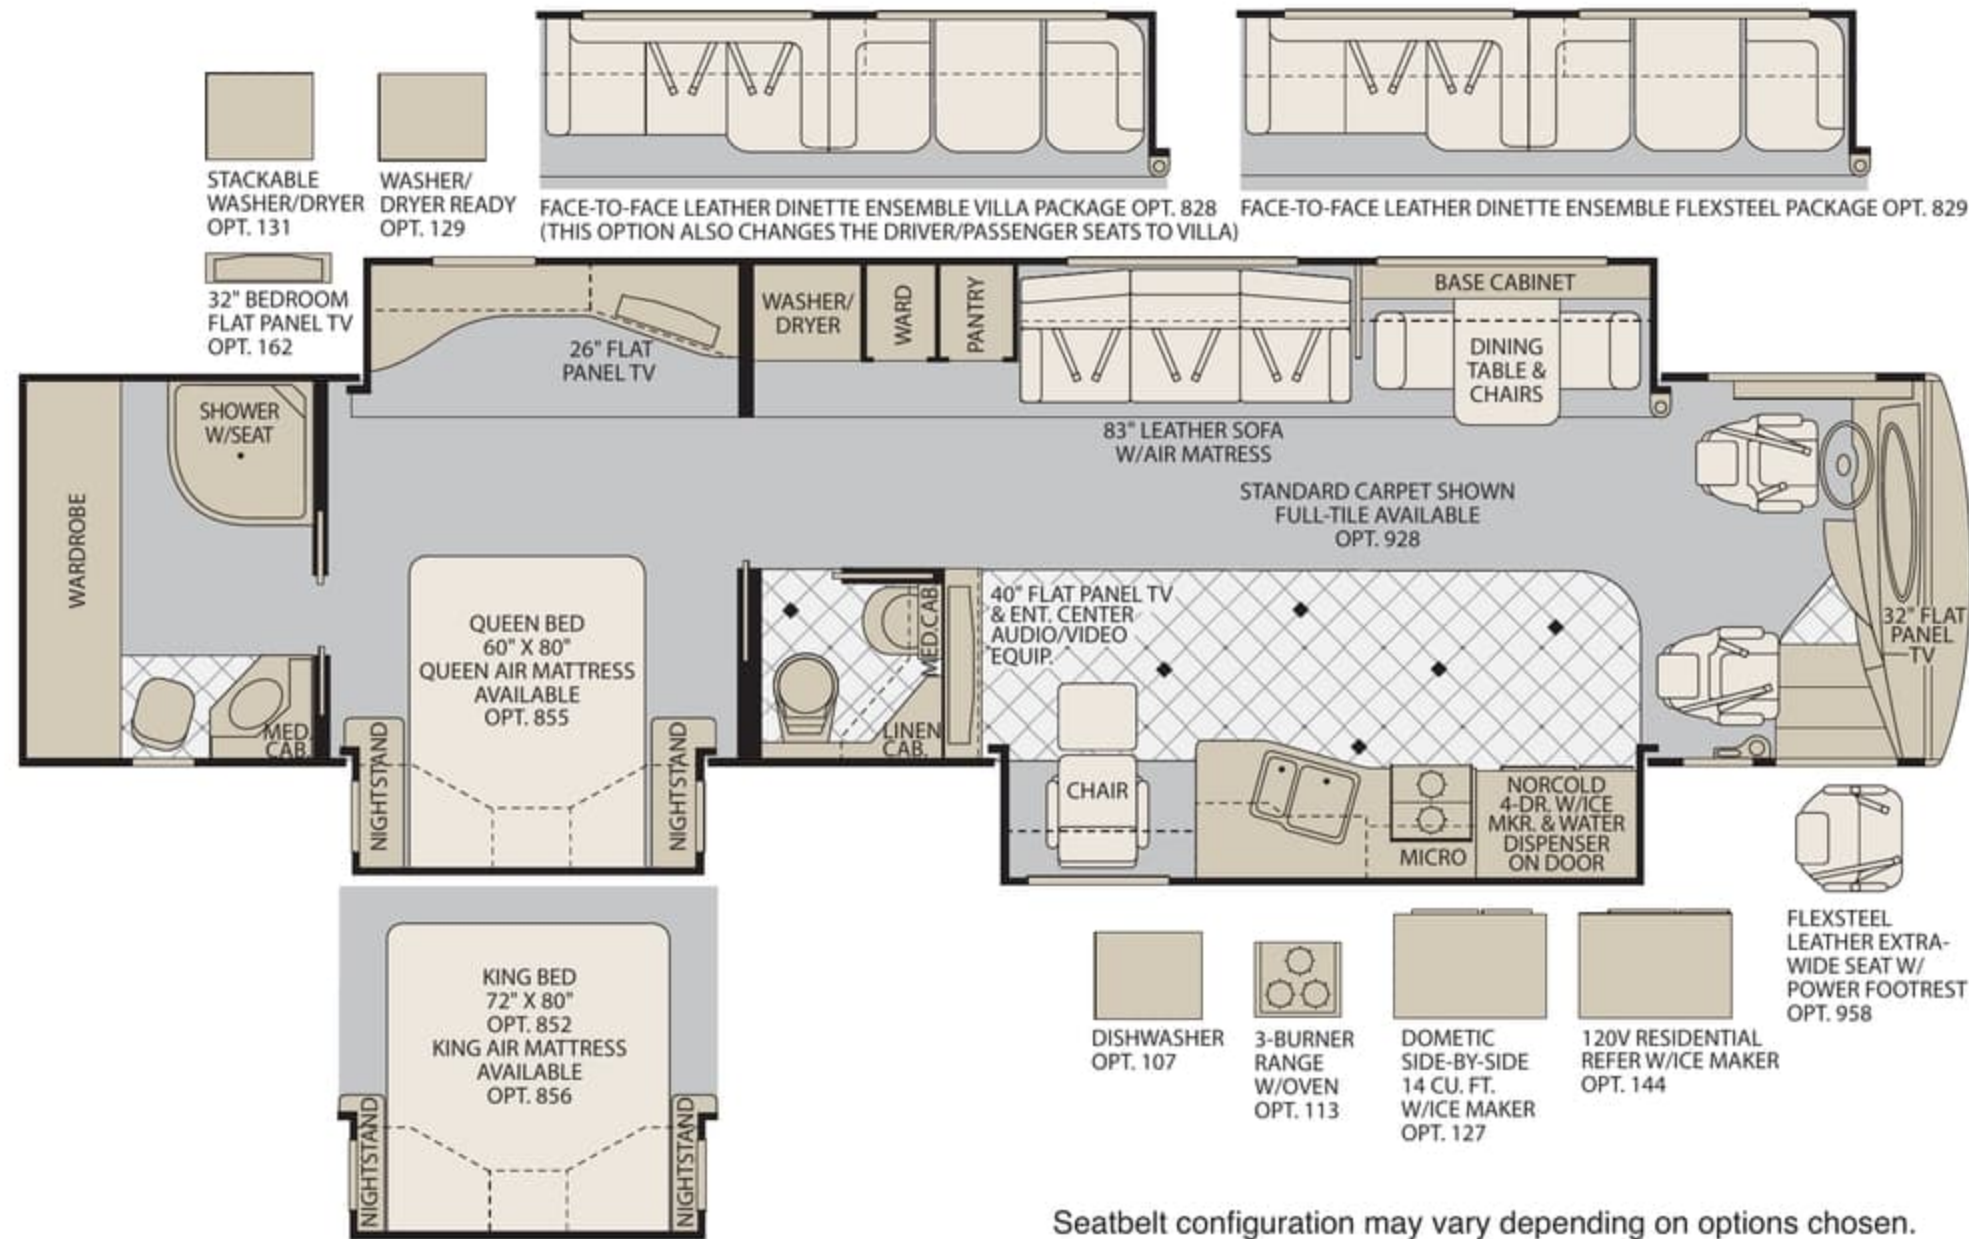 STACKABLE
WASHER/DRYER
OPT. 131
WASHER/
DRYER READY
OPT. 129
FACE-TO-FACE LEATHER DINETTE ENSEMBLE VILLA PACKAGE OPT. 828
(THIS OPTION ALSO CHANGES THE DRIVER/PASSENGER SEATS TO VILLA)
FACE-TO-FACE LEATHER DINETTE ENSEMBLE FLEXSTEEL PACKAGE OPT. 829
32" BEDROOM
FLAT PANEL TV
OPT. 162
26" FLAT
PANEL TV
WASHER/
DRYER
WARD
PANTRY
BASE CABINET
DINING
TABLE &
CHAIRS
83" LEATHER SOFA
W/AIR MATRESS
STANDARD CARPET SHOWN
FULL-TILE AVAILABLE
OPT. 928
WARDROBE
SHOWER
W/SEAT
MED.
CAB.
QUEEN BED
60" X 80"
QUEEN AIR MATTRESS
AVAILABLE
OPT. 855
NIGHTSTAND
NIGHTSTAND
MED.CAB.
LINEN
CAB.
40" FLAT PANEL TV
& ENT. CENTER
AUDIO/VIDEO
EQUIP.
32" FLAT
PANEL
TV
CHAIR
MICRO
NORCOLD
4-DR. W/ICE
MKR. & WATER
DISPENSER
ON DOOR
KING BED
72" X 80"
OPT. 852
KING AIR MATTRESS
AVAILABLE
OPT. 856
NIGHTSTAND
NIGHTSTAND
DISHWASHER
OPT. 107
3-BURNER
RANGE
W/OVEN
OPT. 113
DOMETIC
SIDE-BY-SIDE
14 CU. FT.
W/ICE MAKER
OPT. 127
120V RESIDENTIAL
REFER W/ICE MAKER
OPT. 144
FLEXSTEEL
LEATHER EXTRA-
WIDE SEAT W/
POWER FOOTREST
OPT. 958
Seatbelt configuration may vary depending on options chosen.